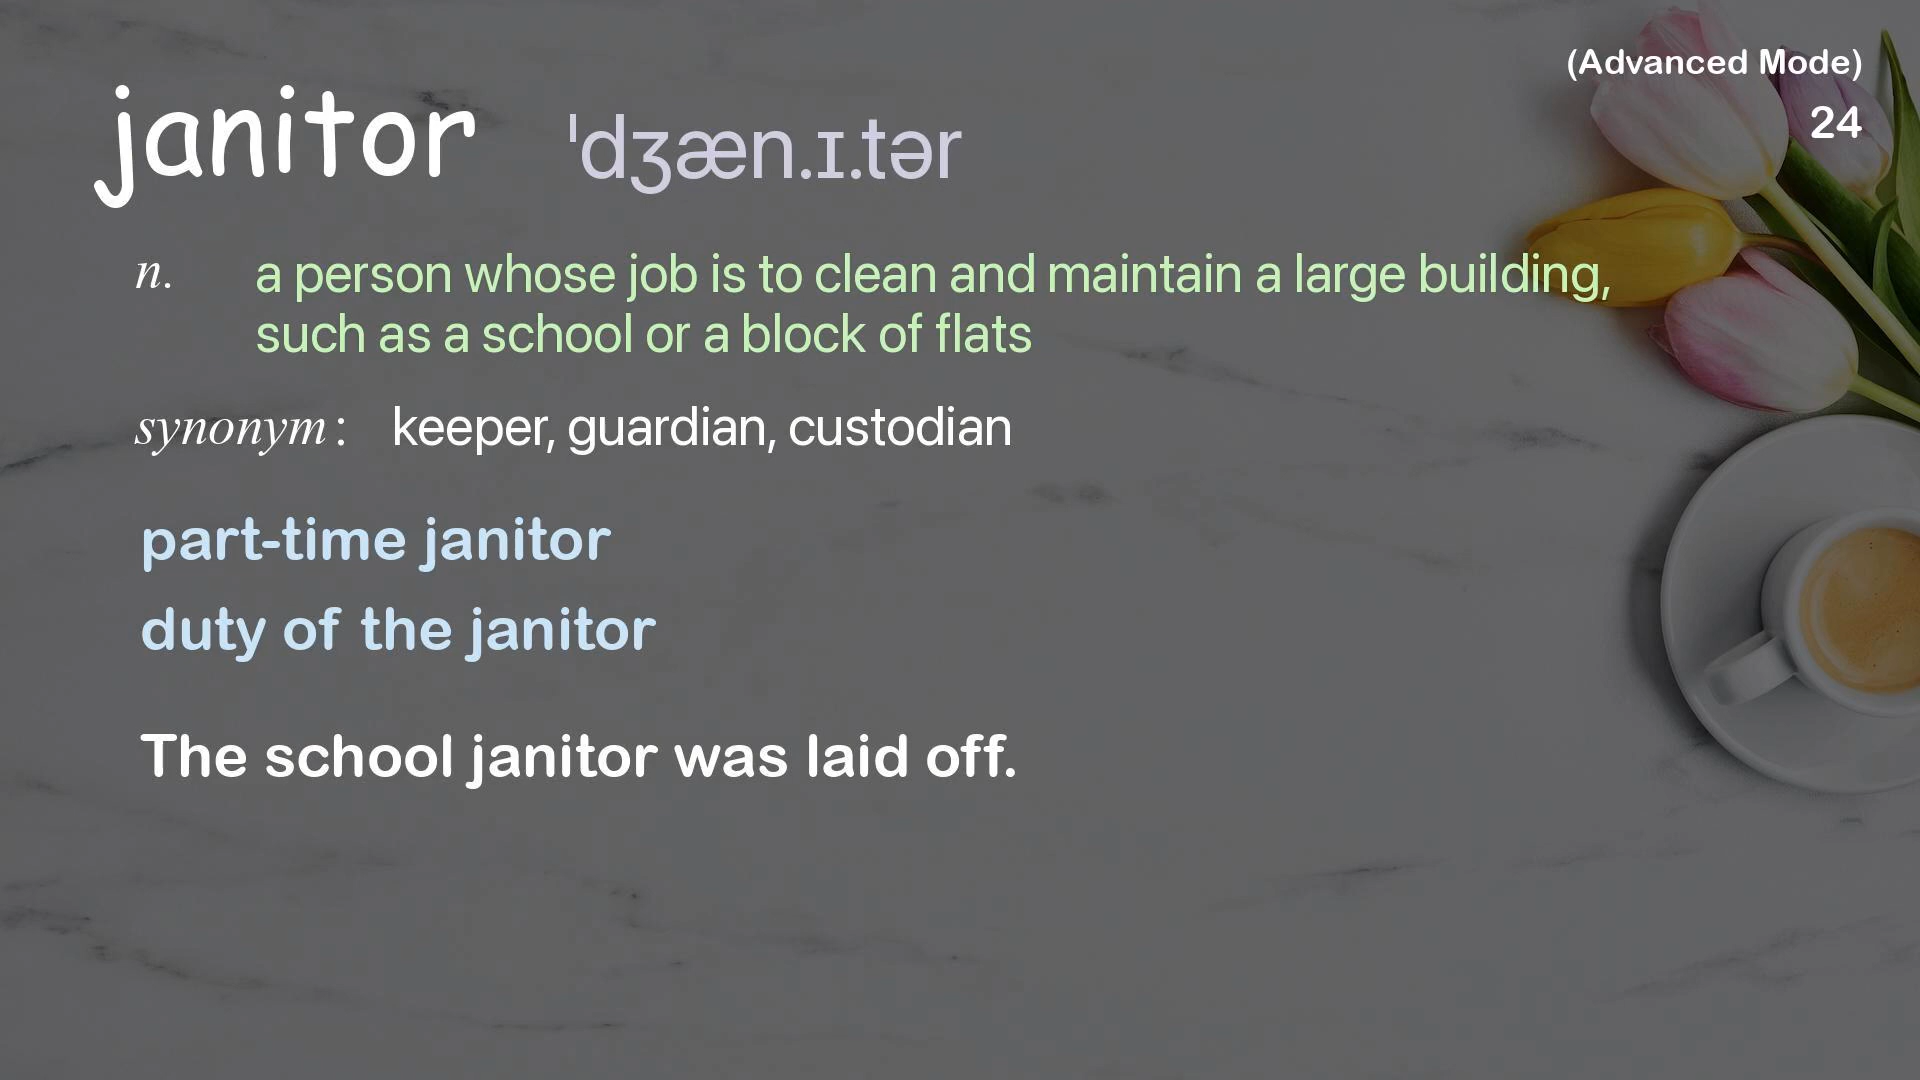 (Advanced Mode)
24
janitor ˈdʒæn.ɪ.tər
n. a person whose job is to clean and maintain a large building,
such as a school or a block of flats
synonym: keeper, guardian, custodian
part-time janitor
duty of the janitor
The school janitor was laid off.